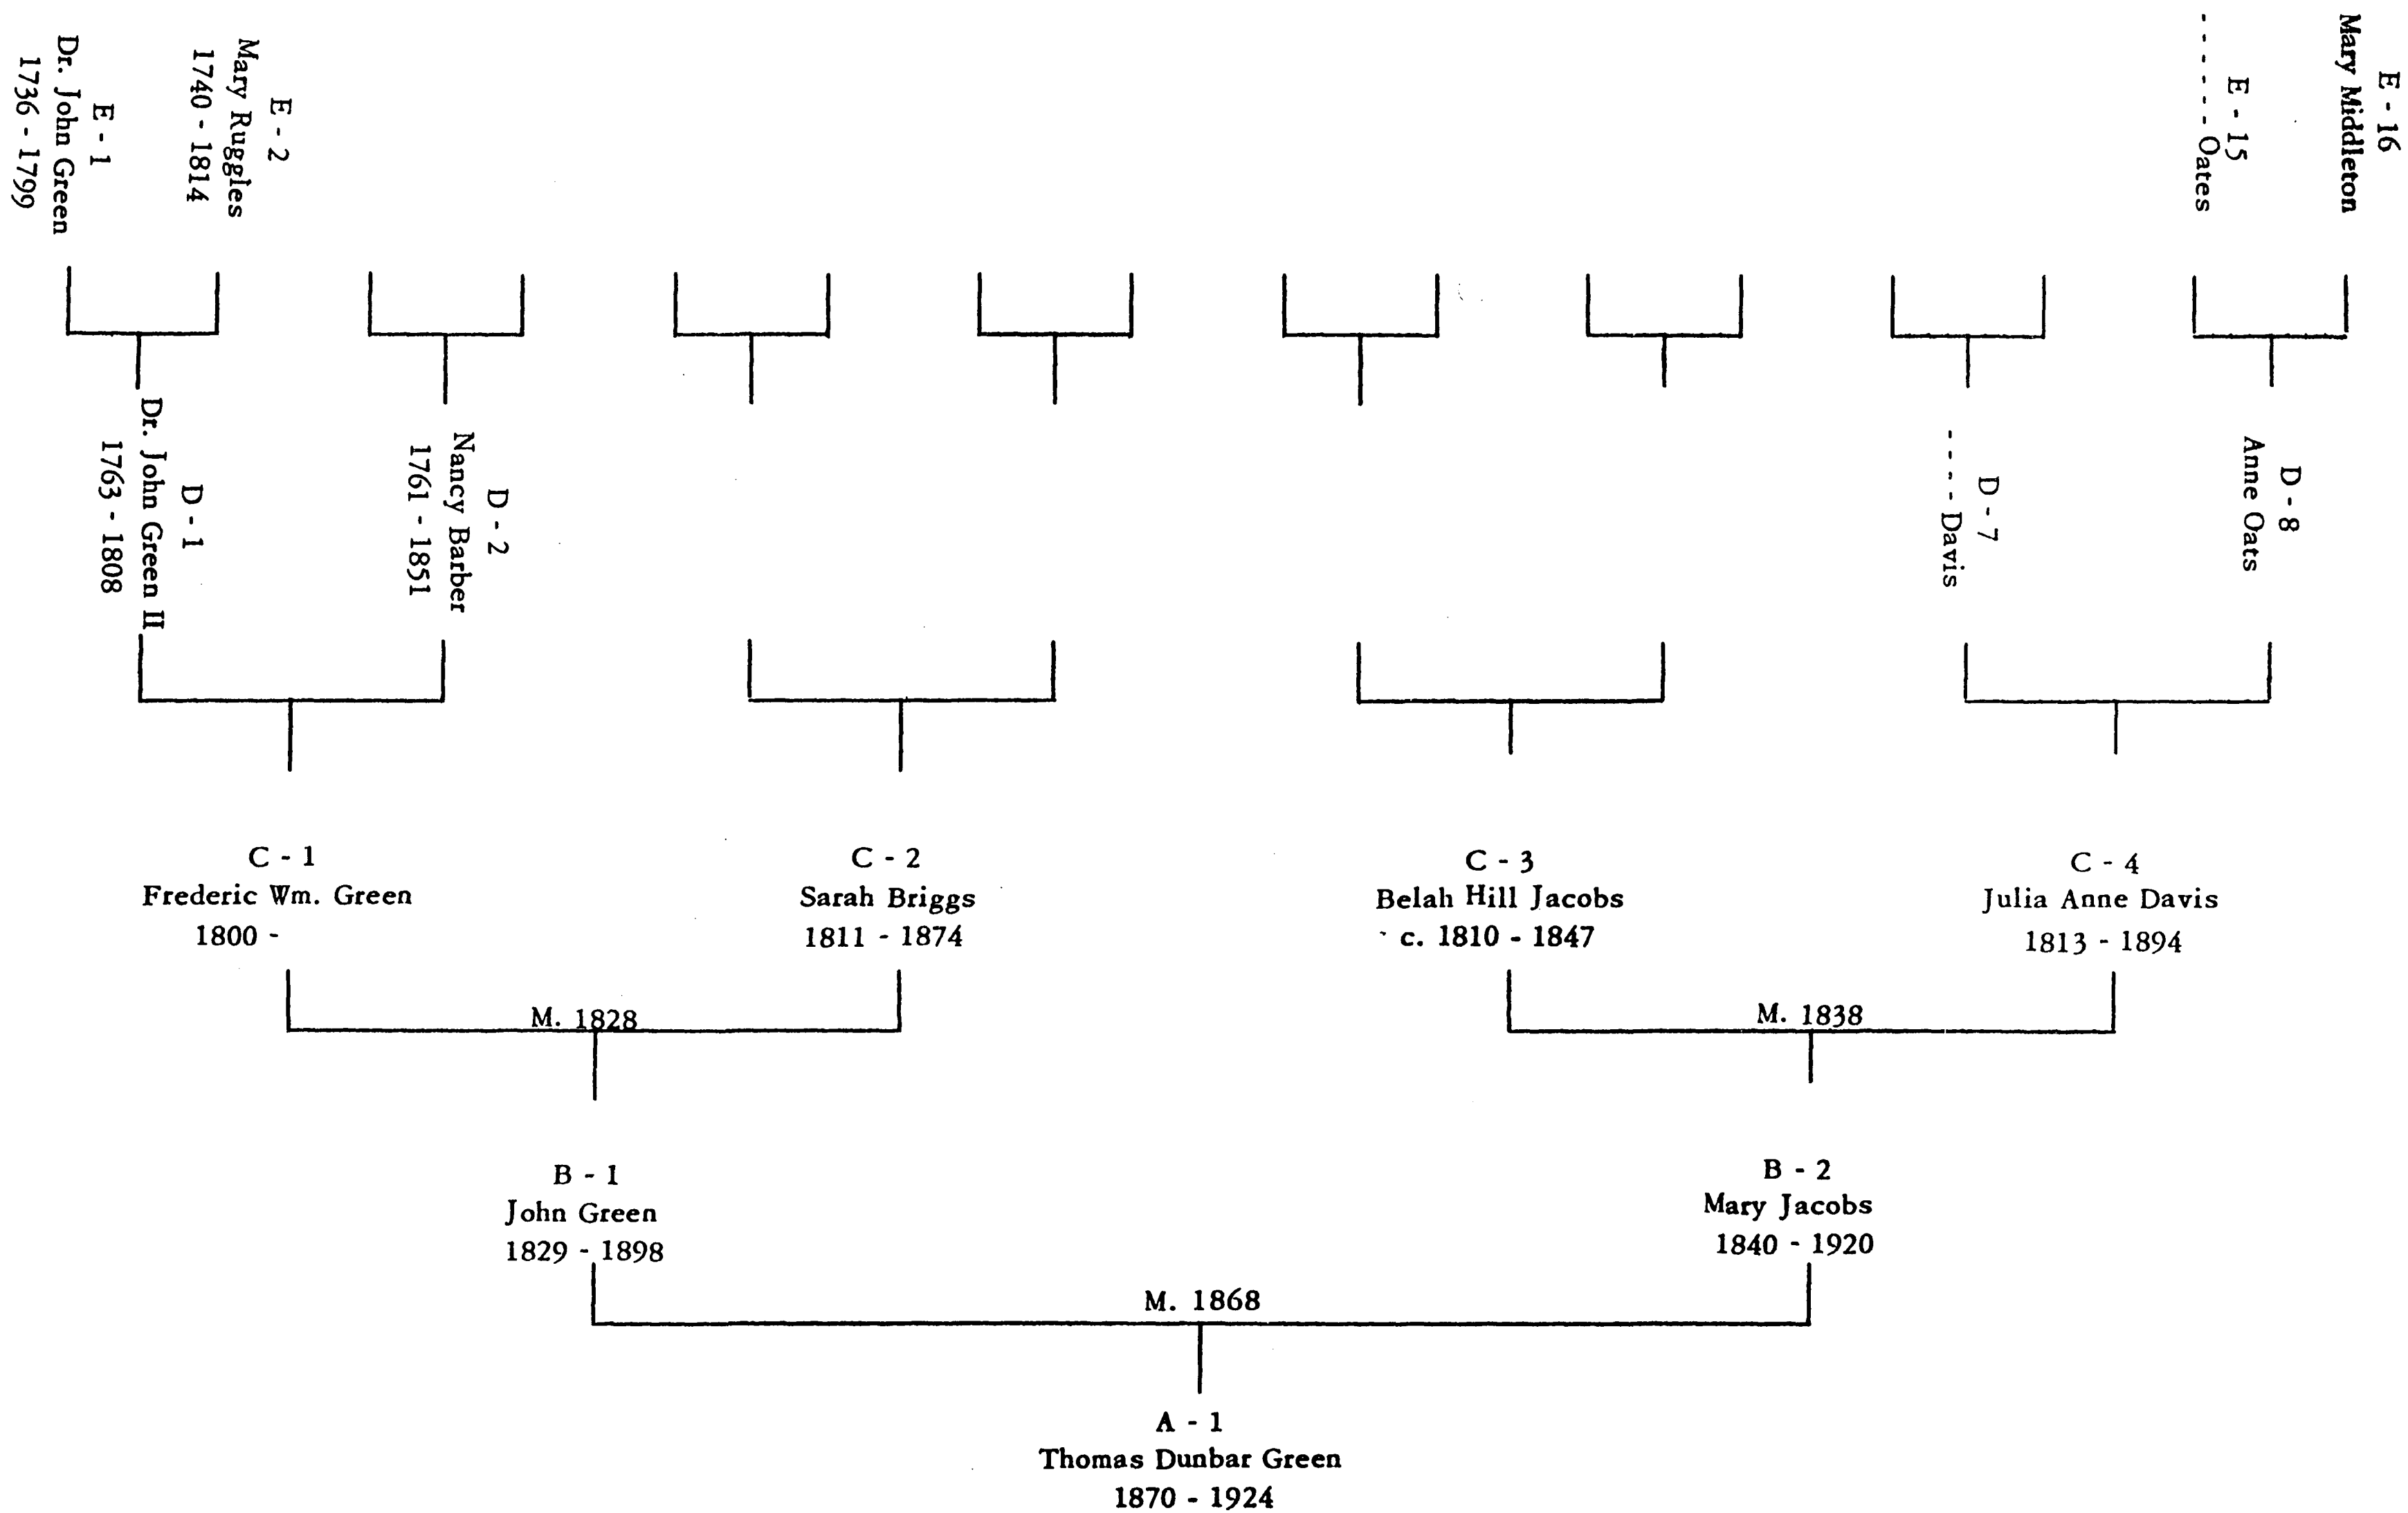 E - 1
Dr. John Green
1736 - 1799
E - 2
Mary Ruggles
1740 - 1814
E - 15
- - - - - - Oates
E - 16
Mary Middleton
D - 1
Dr. John Green II
1763 - 1808
D - 2
Nancy Barber
1761 - 1851
D - 7
- - - - Davis
D - 8
Anne Oats
C - 1
Frederic Wm. Green
1800 -
C - 2
Sarah Briggs
1811 - 1874
C - 3
Belah Hill Jacobs
c. 1810 - 1847
C - 4
Julia Anne Davis
1813 - 1894
M. 1828
M. 1838
B - 1
John Green
1829 - 1898
B - 2
Mary Jacobs
1840 - 1920
M. 1868
A - 1
Thomas Dunbar Green
1870 - 1924